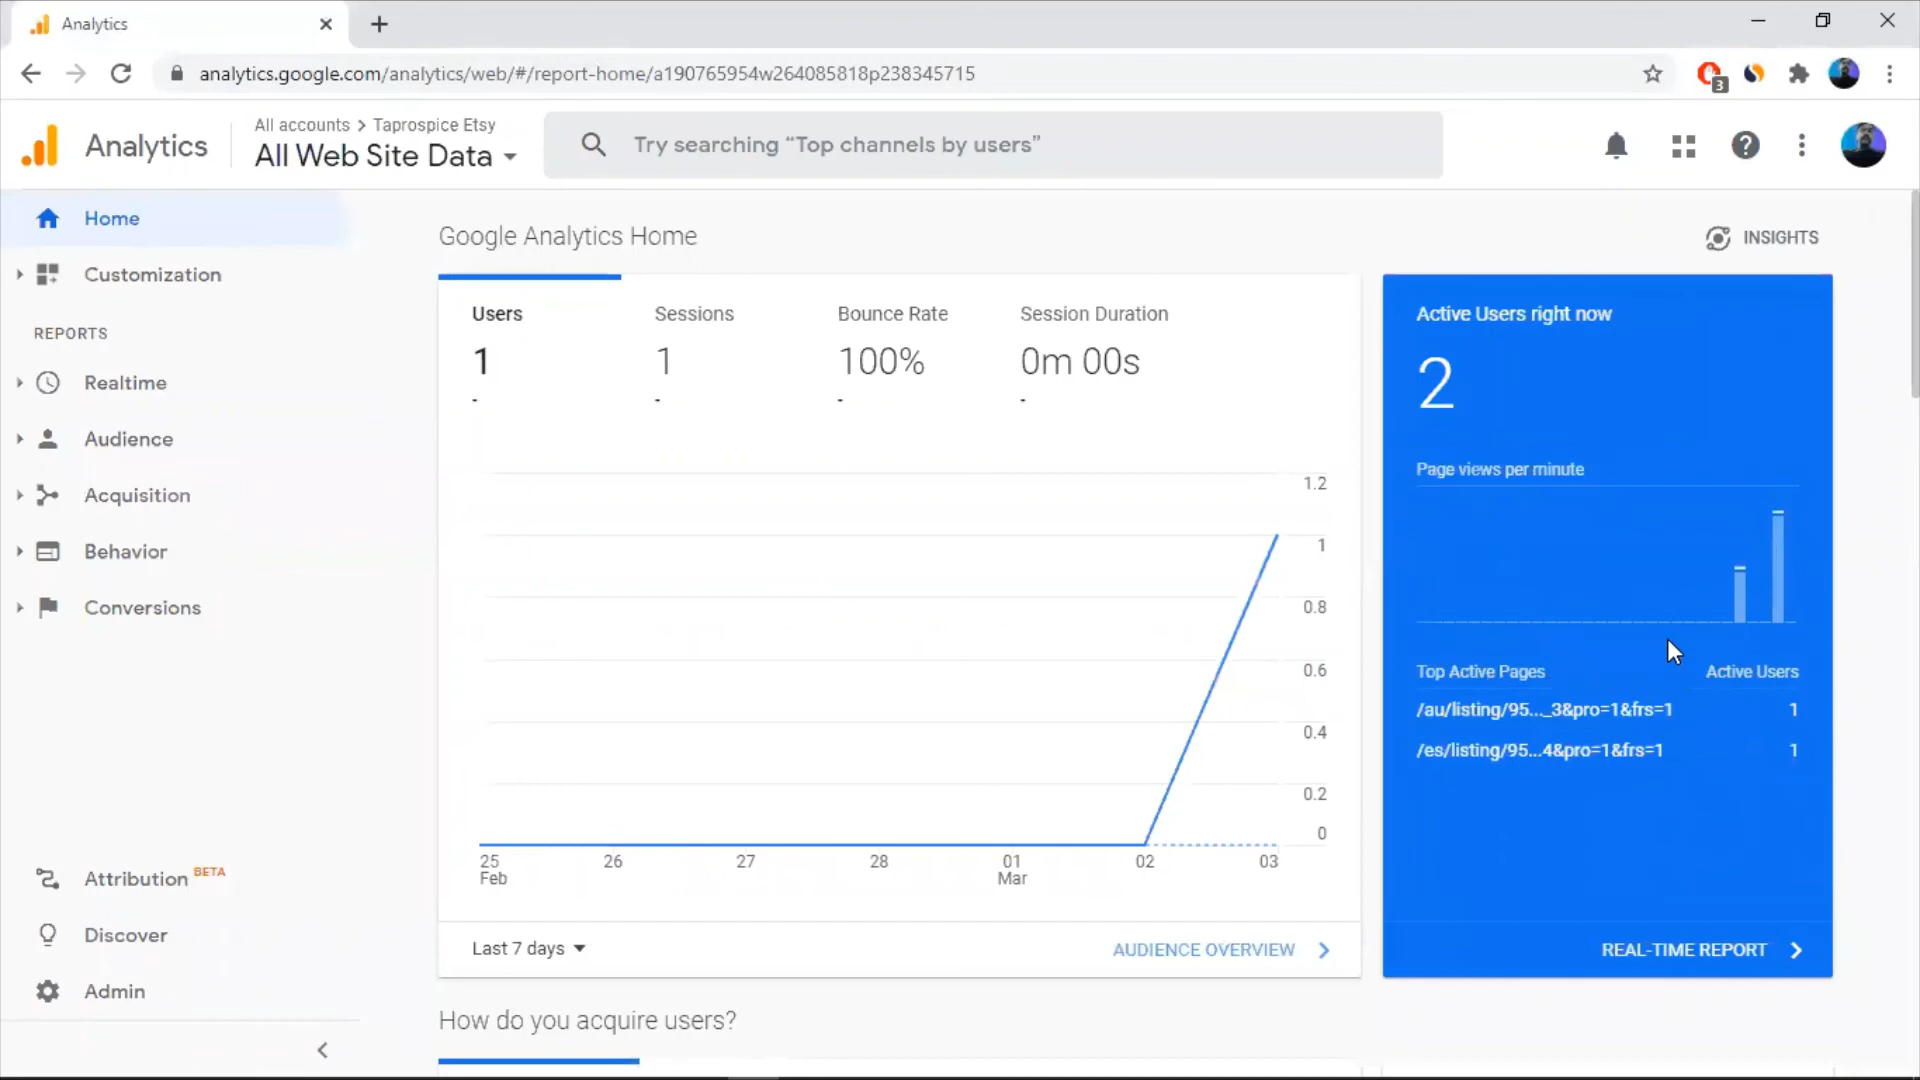 Analytics
analytics.google.com/analytics/web/#/report-home/a190765954w264085818p238345715
3
Analytics
All accounts > Taprospice Etsy
All Web Site Data
Try searching “Top channels by users”
Home
Customization
REPORTS
Realtime
Audience
Acquisition
Behavior
Conversions
Attribution BETA
Discover
Admin
Google Analytics Home
INSIGHTS
Users
Sessions
Bounce Rate
Session Duration
1
1
100%
0m 00s
-
-
-
-
1.2
1
0.8
0.6
0.4
0.2
0
25
Feb
26
27
28
01
Mar
02
03
Last 7 days
AUDIENCE OVERVIEW
Active Users right now
2
Page views per minute
Top Active Pages
Active Users
/au/listing/95..._3&pro=1&frs=1
1
/es/listing/95...4&pro=1&frs=1
1
REAL-TIME REPORT
How do you acquire users?